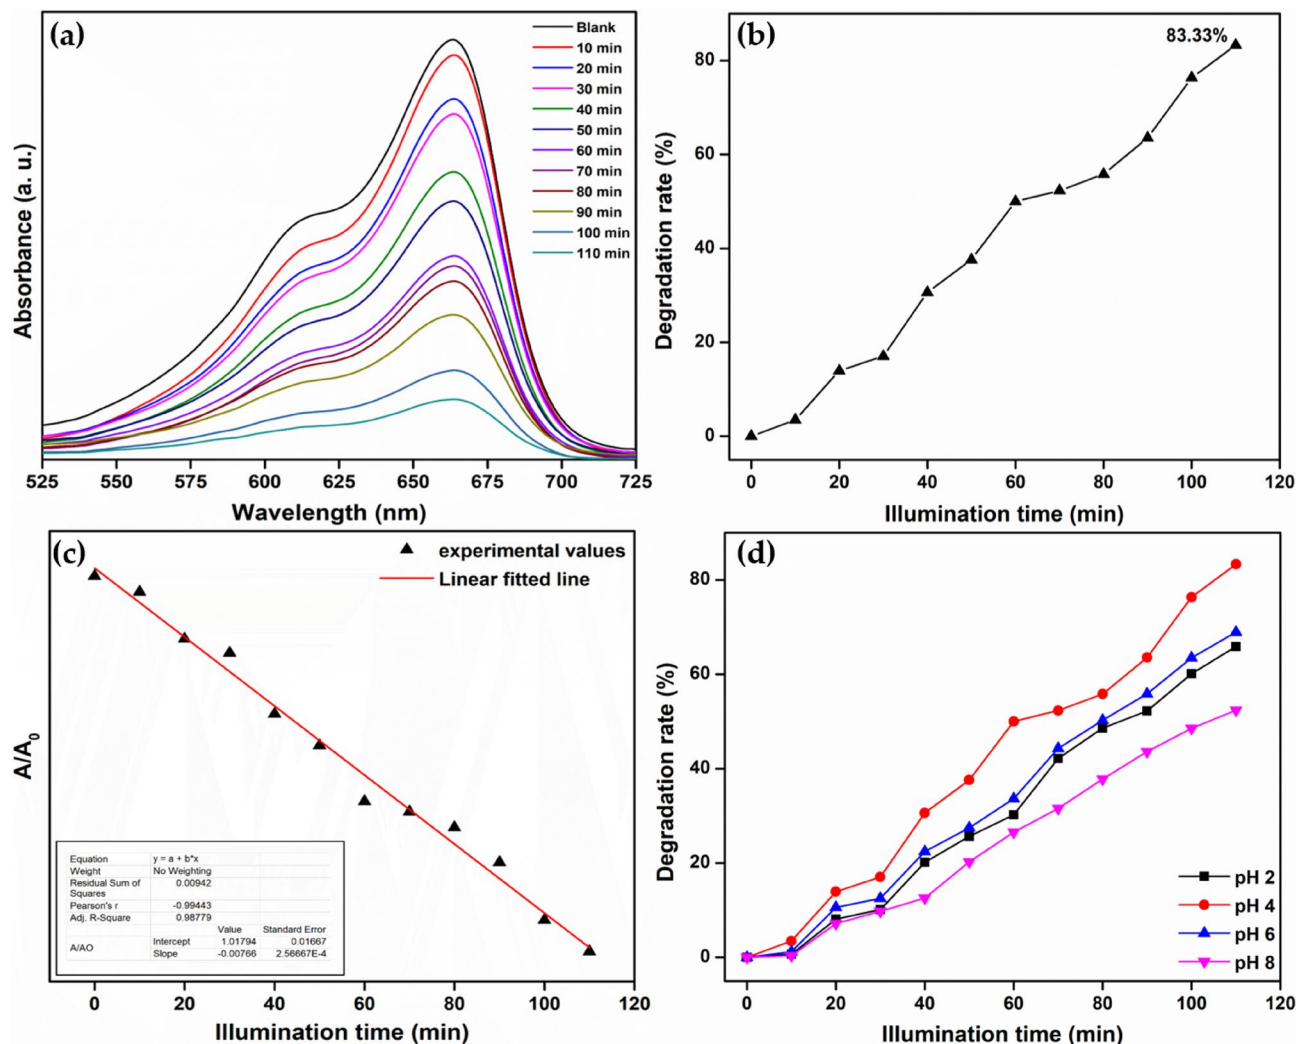 (a)
Absorbance (a. u.)
Blank
10 min
20 min
30 min
40 min
50 min
60 min
70 min
80 min
90 min
100 min
110 min
525 550 575 600 625 650 675 700 725
Wavelength (nm)
(b)
83.33%
Degradation rate (%)
80
60
40
20
0
0 20 40 60 80 100 120
Illumination time (min)
(c)
A/A0
experimental values
Linear fitted line
Equation y = a + b*x
Weight No Weighting
Residual Sum of 0.00942
Squares
Pearson's r -0.99443
Adj. R-Square 0.98779
Value Standard Error
A/AO Intercept 1.01794 0.01667
Slope -0.00766 2.56667E-4
0 20 40 60 80 100 120
Illumination time (min)
(d)
Degradation rate (%)
80
60
40
20
0
pH 2
pH 4
pH 6
pH 8
0 20 40 60 80 100 120
Illumination time (min)